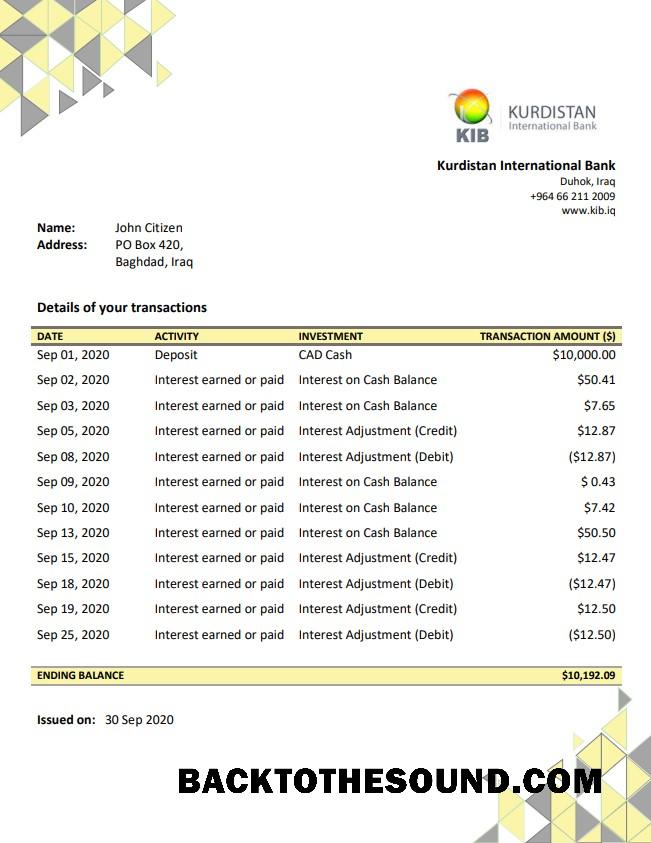 KIB
KURDISTAN
International Bank
Kurdistan International Bank
Duhok, Iraq
+964 66 211 2009
www.kib.iq
Name: John Citizen
Address: PO Box 420,
Baghdad, Iraq
Details of your transactions
DATE ACTIVITY INVESTMENT TRANSACTION AMOUNT ($)
Sep 01, 2020 Deposit CAD Cash $10,000.00
Sep 02, 2020 Interest earned or paid Interest on Cash Balance $50.41
Sep 03, 2020 Interest earned or paid Interest on Cash Balance $7.65
Sep 05, 2020 Interest earned or paid Interest Adjustment (Credit) $12.87
Sep 08, 2020 Interest earned or paid Interest Adjustment (Debit) ($12.87)
Sep 09, 2020 Interest earned or paid Interest on Cash Balance $ 0.43
Sep 10, 2020 Interest earned or paid Interest on Cash Balance $7.42
Sep 13, 2020 Interest earned or paid Interest on Cash Balance $50.50
Sep 15, 2020 Interest earned or paid Interest Adjustment (Credit) $12.47
Sep 18, 2020 Interest earned or paid Interest Adjustment (Debit) ($12.47)
Sep 19, 2020 Interest earned or paid Interest Adjustment (Credit) $12.50
Sep 25, 2020 Interest earned or paid Interest Adjustment (Debit) ($12.50)
ENDING BALANCE $10,192.09
Issued on: 30 Sep 2020
BACKTOTHESOUND.COM